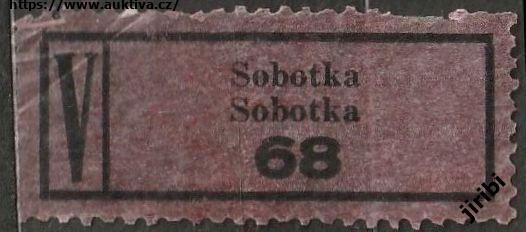 https://www.auktiva.cz/
V
Sobotka
Sobotka
68
jiribi